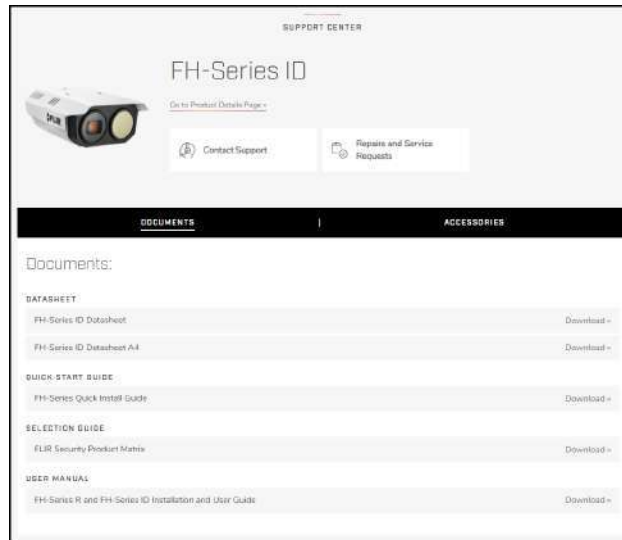 SUPPORT CENTER
FH-Series ID
Go to Product Details Page »
FLIR
Contact Support
Repairs and Service
Requests
DOCUMENTS | ACCESSORIES
Documents:
DATASHEET
FH-Series ID Datasheet Download »
FH-Series ID Datasheet A4 Download »
QUICK START GUIDE
FH-Series Quick Install Guide Download »
SELECTION GUIDE
FLIR Security Product Matrix Download »
USER MANUAL
FH-Series R and FH-Series ID Installation and User Guide Download »